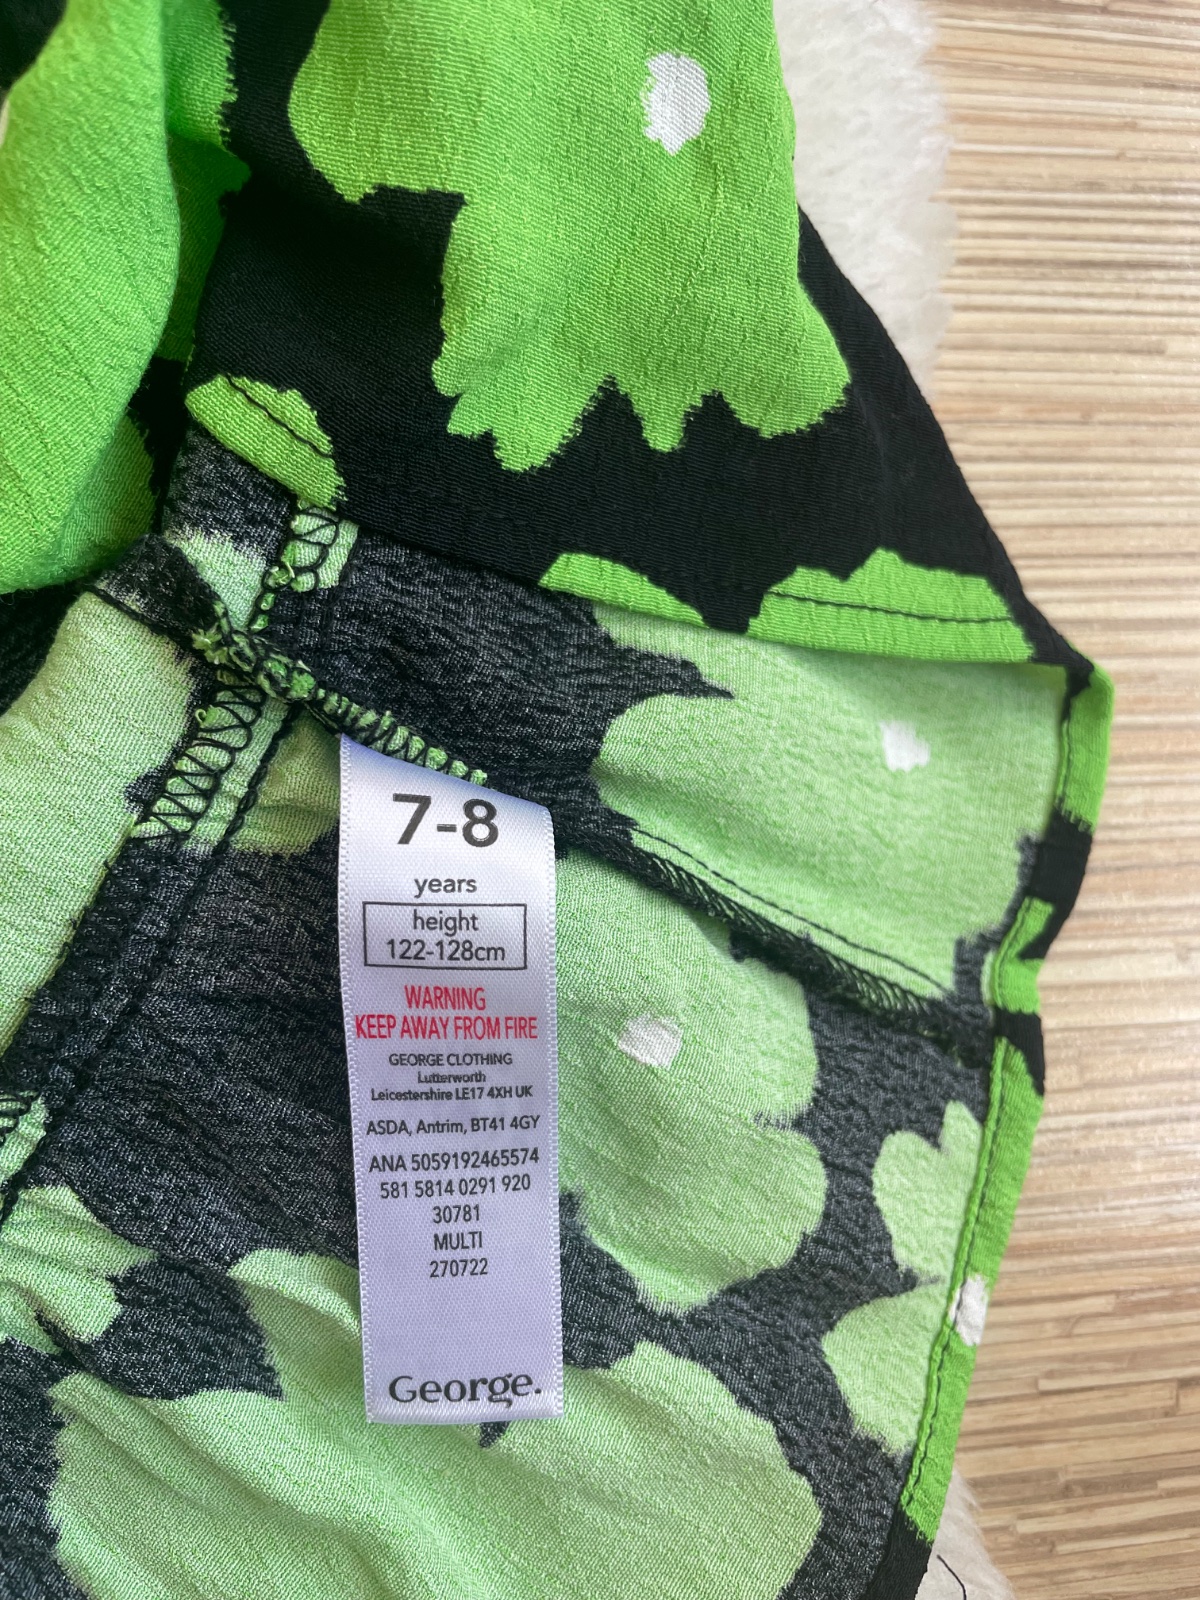 7-8
years
height
122-128cm
WARNING
KEEP AWAY FROM FIRE
GEORGE CLOTHING
Lutterworth
Leicestershire LE17 4XH UK
ASDA, Antrim, BT41 4GY
ANA 5059192465574
581 5814 0291 920
30781
MULTI
270722
George.